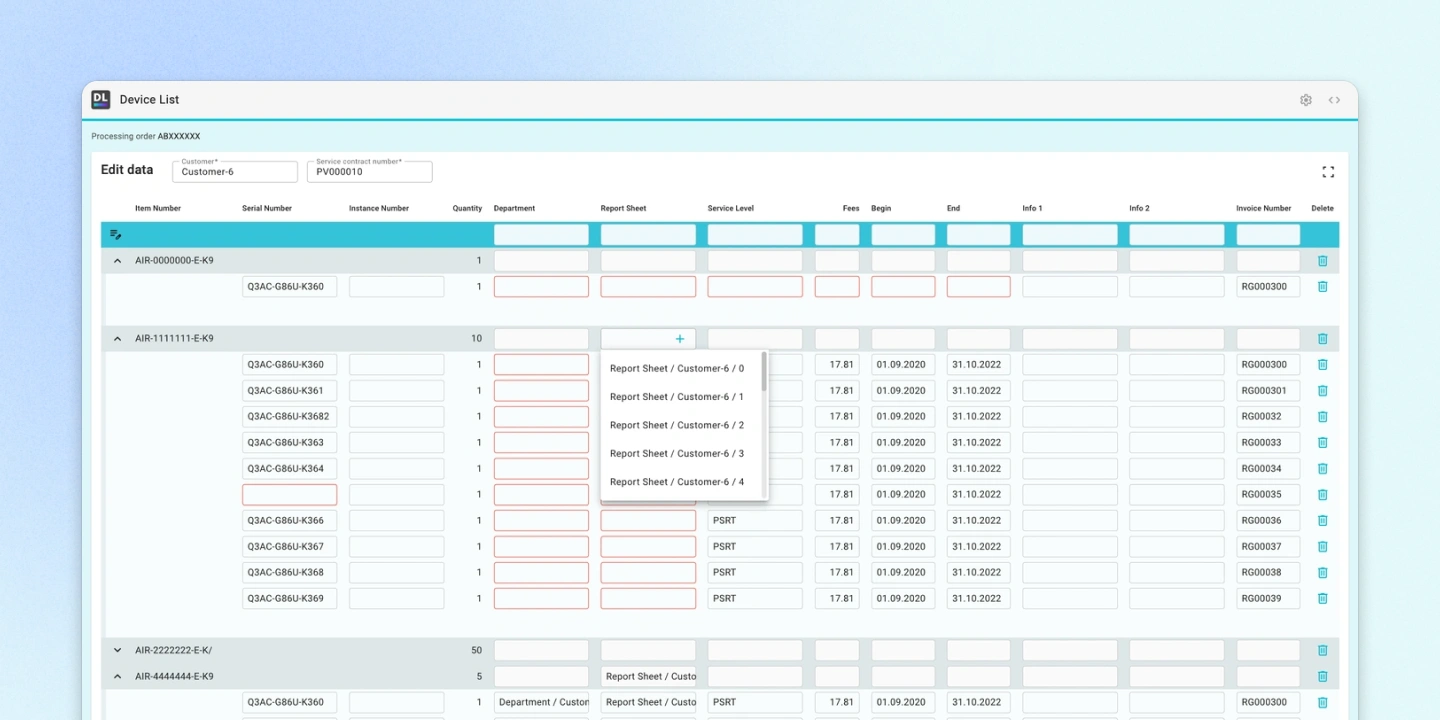 DL Device List
Processing order ABXXXXXX
Edit data Customer* Customer-6 Service contract number* PV000010
Item Number Serial Number Instance Number Quantity Department Report Sheet Service Level Fees Begin End Info 1 Info 2 Invoice Number Delete
AIR-0000000-E-K9 1
Q3AC-G86U-K360 1 RG000300
AIR-1111111-E-K9 10 +
Q3AC-G86U-K360 1 17.81 01.09.2020 31.10.2022 RG000300
Report Sheet / Customer-6 / 0
Q3AC-G86U-K361 1 17.81 01.09.2020 31.10.2022 RG000301
Report Sheet / Customer-6 / 1
Q3AC-G86U-K3682 1 17.81 01.09.2020 31.10.2022 RG00032
Report Sheet / Customer-6 / 2
Q3AC-G86U-K363 1 17.81 01.09.2020 31.10.2022 RG00033
Report Sheet / Customer-6 / 3
Q3AC-G86U-K364 1 17.81 01.09.2020 31.10.2022 RG00034
Report Sheet / Customer-6 / 4
1 17.81 01.09.2020 31.10.2022 RG00035
Q3AC-G86U-K366 1 PSRT 17.81 01.09.2020 31.10.2022 RG00036
Q3AC-G86U-K367 1 PSRT 17.81 01.09.2020 31.10.2022 RG00037
Q3AC-G86U-K368 1 PSRT 17.81 01.09.2020 31.10.2022 RG00038
Q3AC-G86U-K369 1 PSRT 17.81 01.09.2020 31.10.2022 RG00039
AIR-2222222-E-K/ 50
AIR-4444444-E-K9 5 Report Sheet / Custo
Q3AC-G86U-K360 1 Department / Custon Report Sheet / Custo PSRT 17.81 01.09.2020 31.10.2022 RG000300